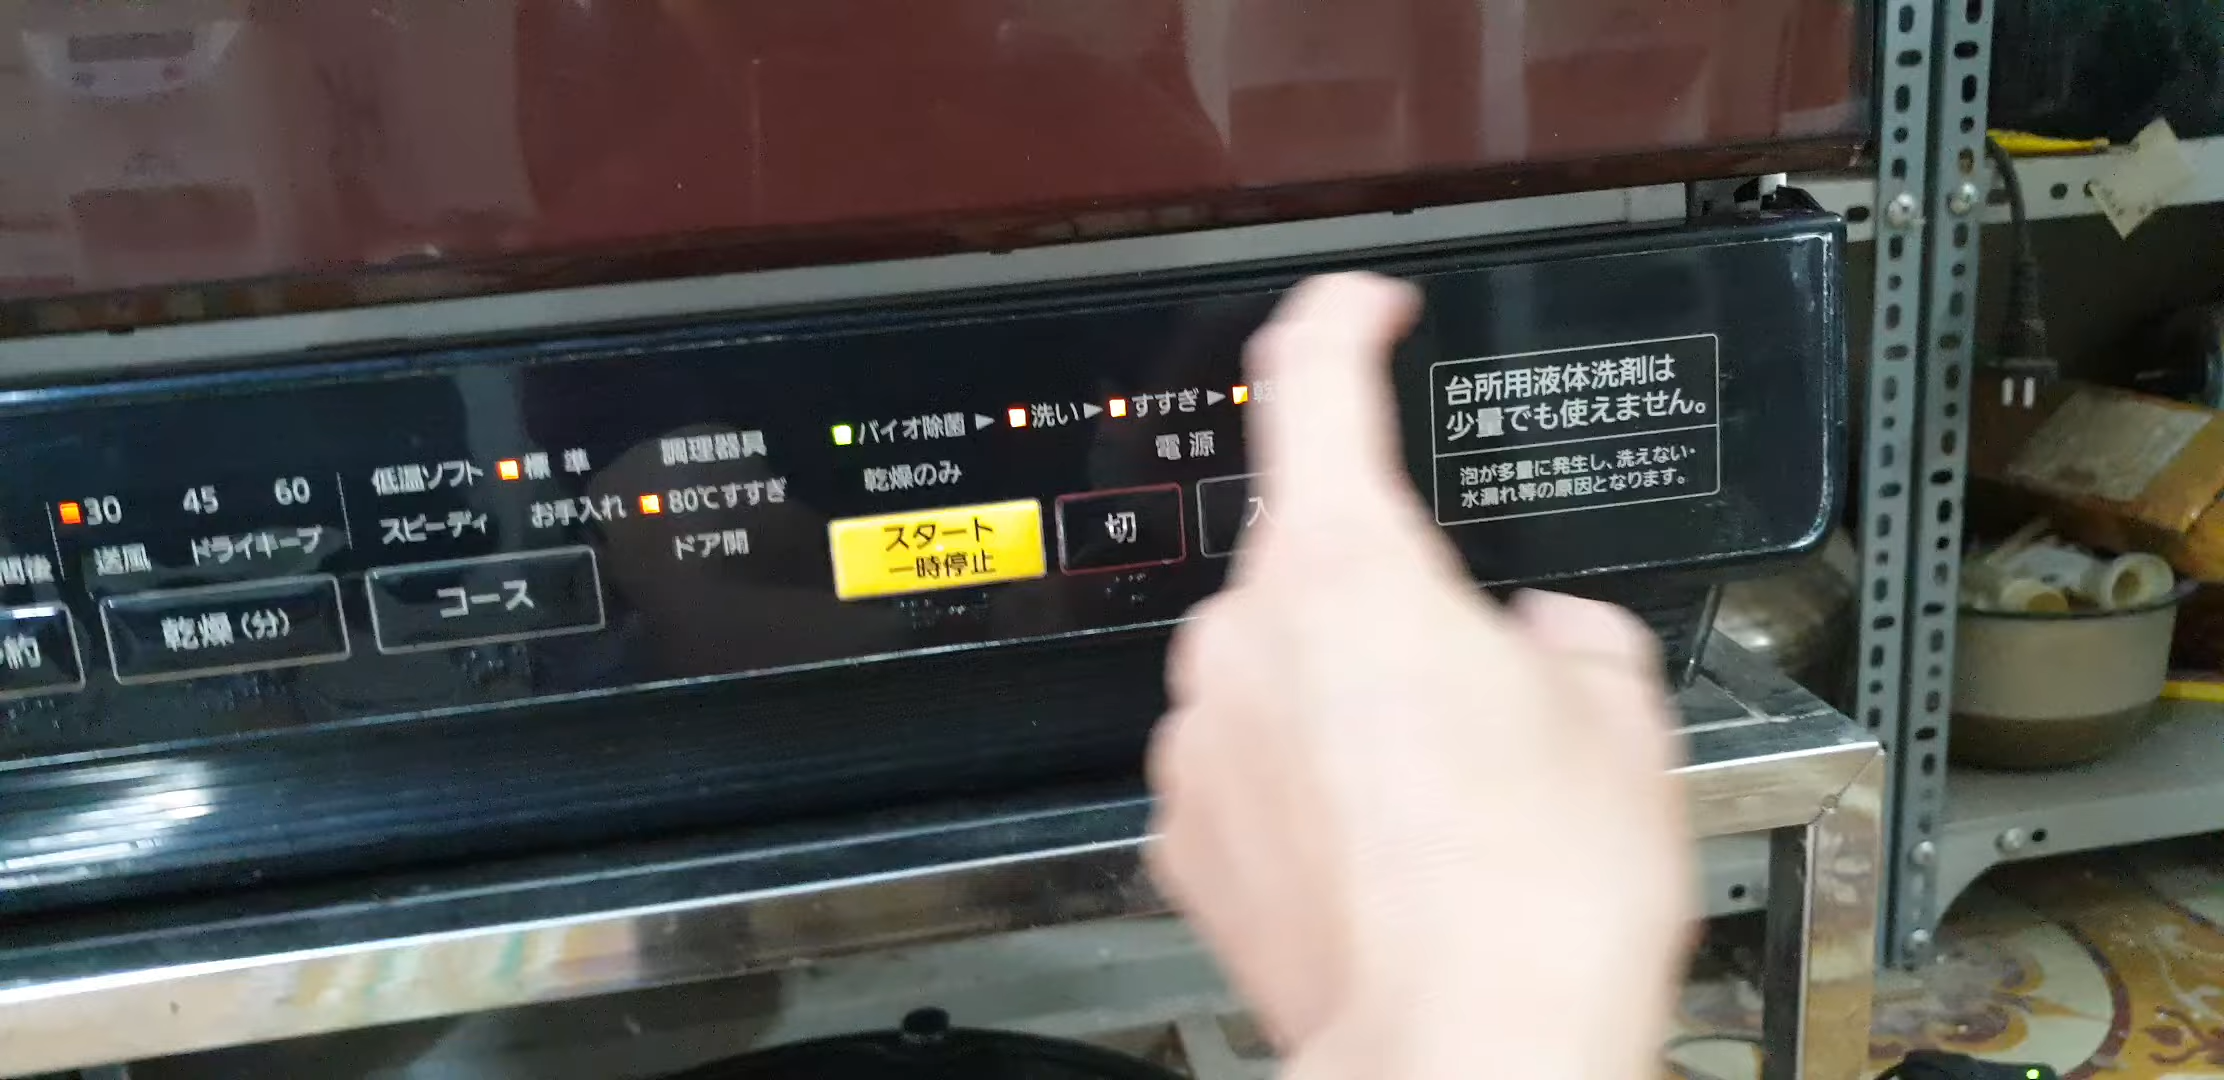 30 45 60
送風 ドライキープ
乾燥(分)
低温ソフト 標準
スピーディ お手入れ
コース
調理器具
80℃すすぎ
ドア開
バイオ除菌▶洗い▶すすぎ▶
乾燥のみ
スタート
一時停止
電源
切 入
台所用液体洗剤は
少量でも使えません。
泡が多量に発生し、洗えない・
水漏れ等の原因となります。